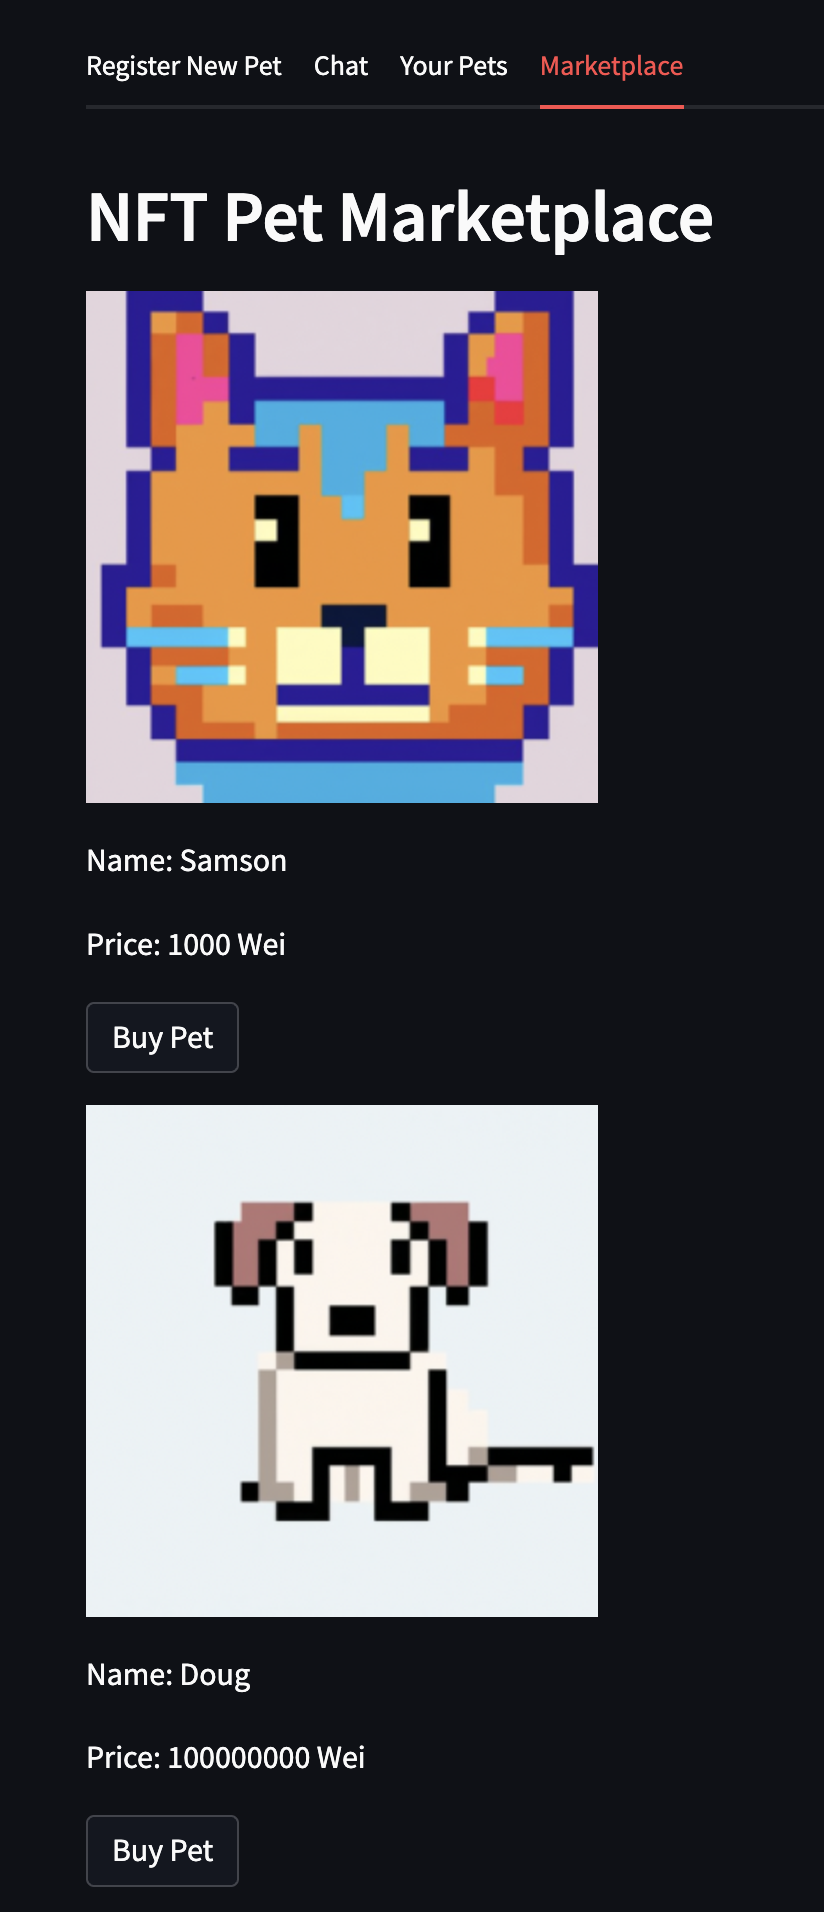 Register New Pet Chat Your Pets Marketplace
NFT Pet Marketplace
Name: Samson
Price: 1000 Wei
Buy Pet
Name: Doug
Price: 100000000 Wei
Buy Pet